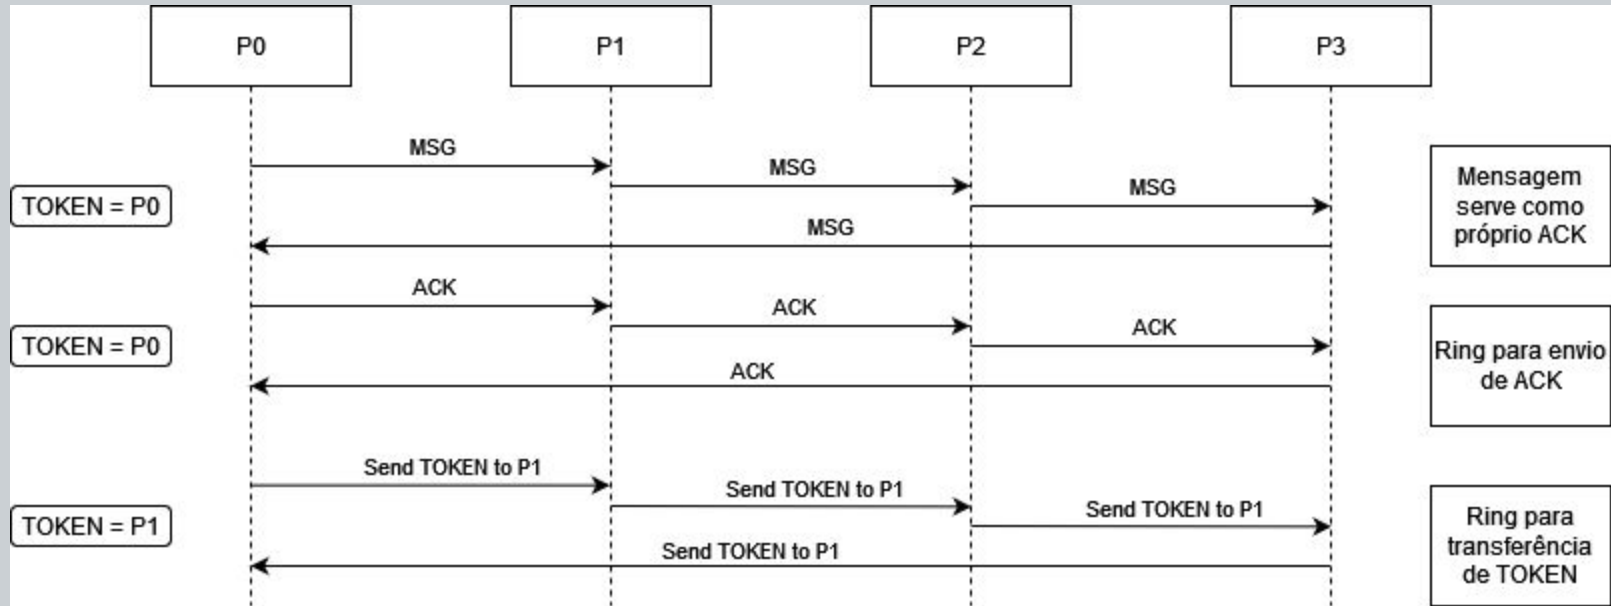 P0
P1
P2
P3
MSG
MSG
MSG
MSG
TOKEN = P0
Mensagem
serve como
próprio ACK
ACK
ACK
ACK
ACK
TOKEN = P0
Ring para envio
de ACK
Send TOKEN to P1
Send TOKEN to P1
Send TOKEN to P1
Send TOKEN to P1
TOKEN = P1
Ring para
transferência
de TOKEN